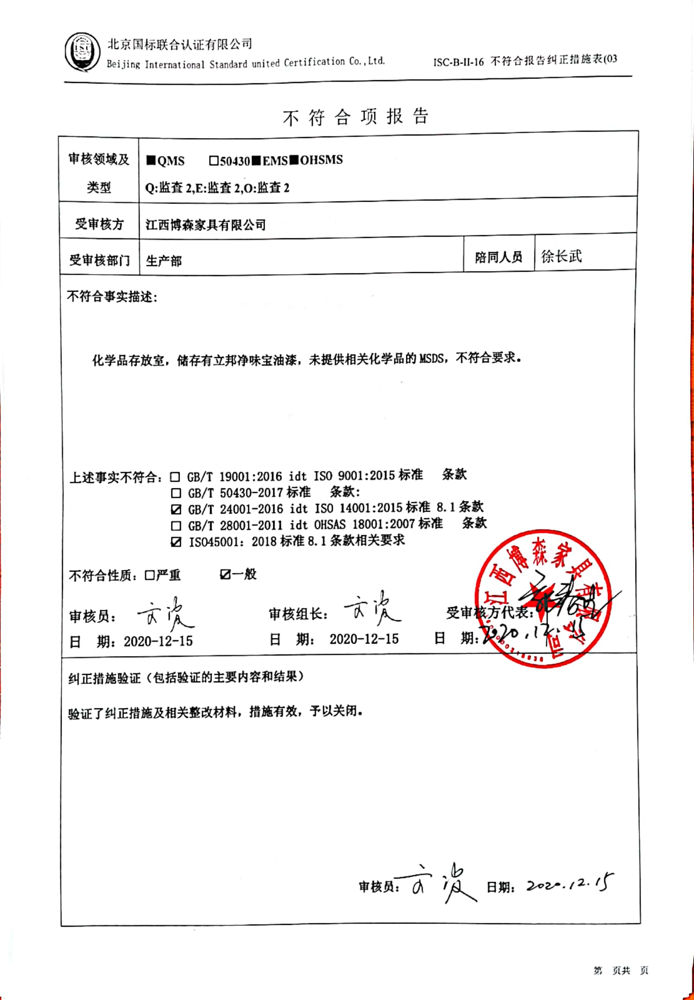 北京国标联合认证有限公司
Beijing International Standard united Certification Co.,Ltd.
ISC-B-II-16 不符合报告纠正措施表(03
不符合项报告
审核领域及类型
■QMS □50430■EMS■OHSMS
Q:监查 2,E:监查 2,O:监查 2
受审核方 江西博森家具有限公司
受审核部门 生产部 陪同人员 徐长武
不符合事实描述:
化学品存放室，储存有立邦净味宝油漆，未提供相关化学品的 MSDS，不符合要求。
上述事实不符合：□ GB/T 19001:2016 idt ISO 9001:2015 标准 条款
□ GB/T 50430-2017 标准 条款:
☑ GB/T 24001-2016 idt ISO 14001:2015 标准 8.1 条款
□ GB/T 28001-2011 idt OHSAS 18001:2007 标准 条款
☑ ISO45001：2018 标准 8.1 条款相关要求
不符合性质：□严重 ☑一般
审核员: 文波 审核组长: 文波 受审核方代表:
日 期: 2020-12-15 日 期: 2020-12-15 日 期: 2020.12.15
江西博森家具有限公司
纠正措施验证（包括验证的主要内容和结果）
验证了纠正措施及相关整改材料，措施有效，予以关闭。
审核员: 文波 日期: 2020.12.15
第 页共 页